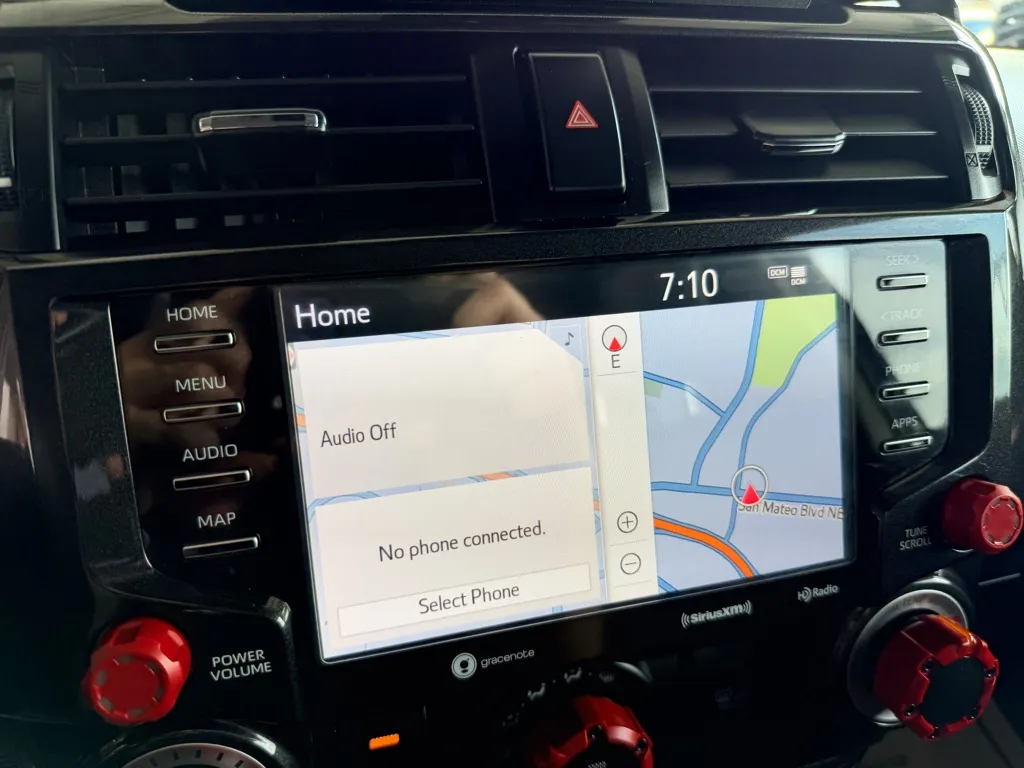 SEEK >
7:10
DCM
DCM
Home
HOME
< TRACK
MENU
E
PHONE
Audio Off
APPS
AUDIO
San Mateo Blvd NE
MAP
No phone connected.
TUNE
SCROLL
Select Phone
HD Radio
SiriusXM
gracenote
POWER
VOLUME